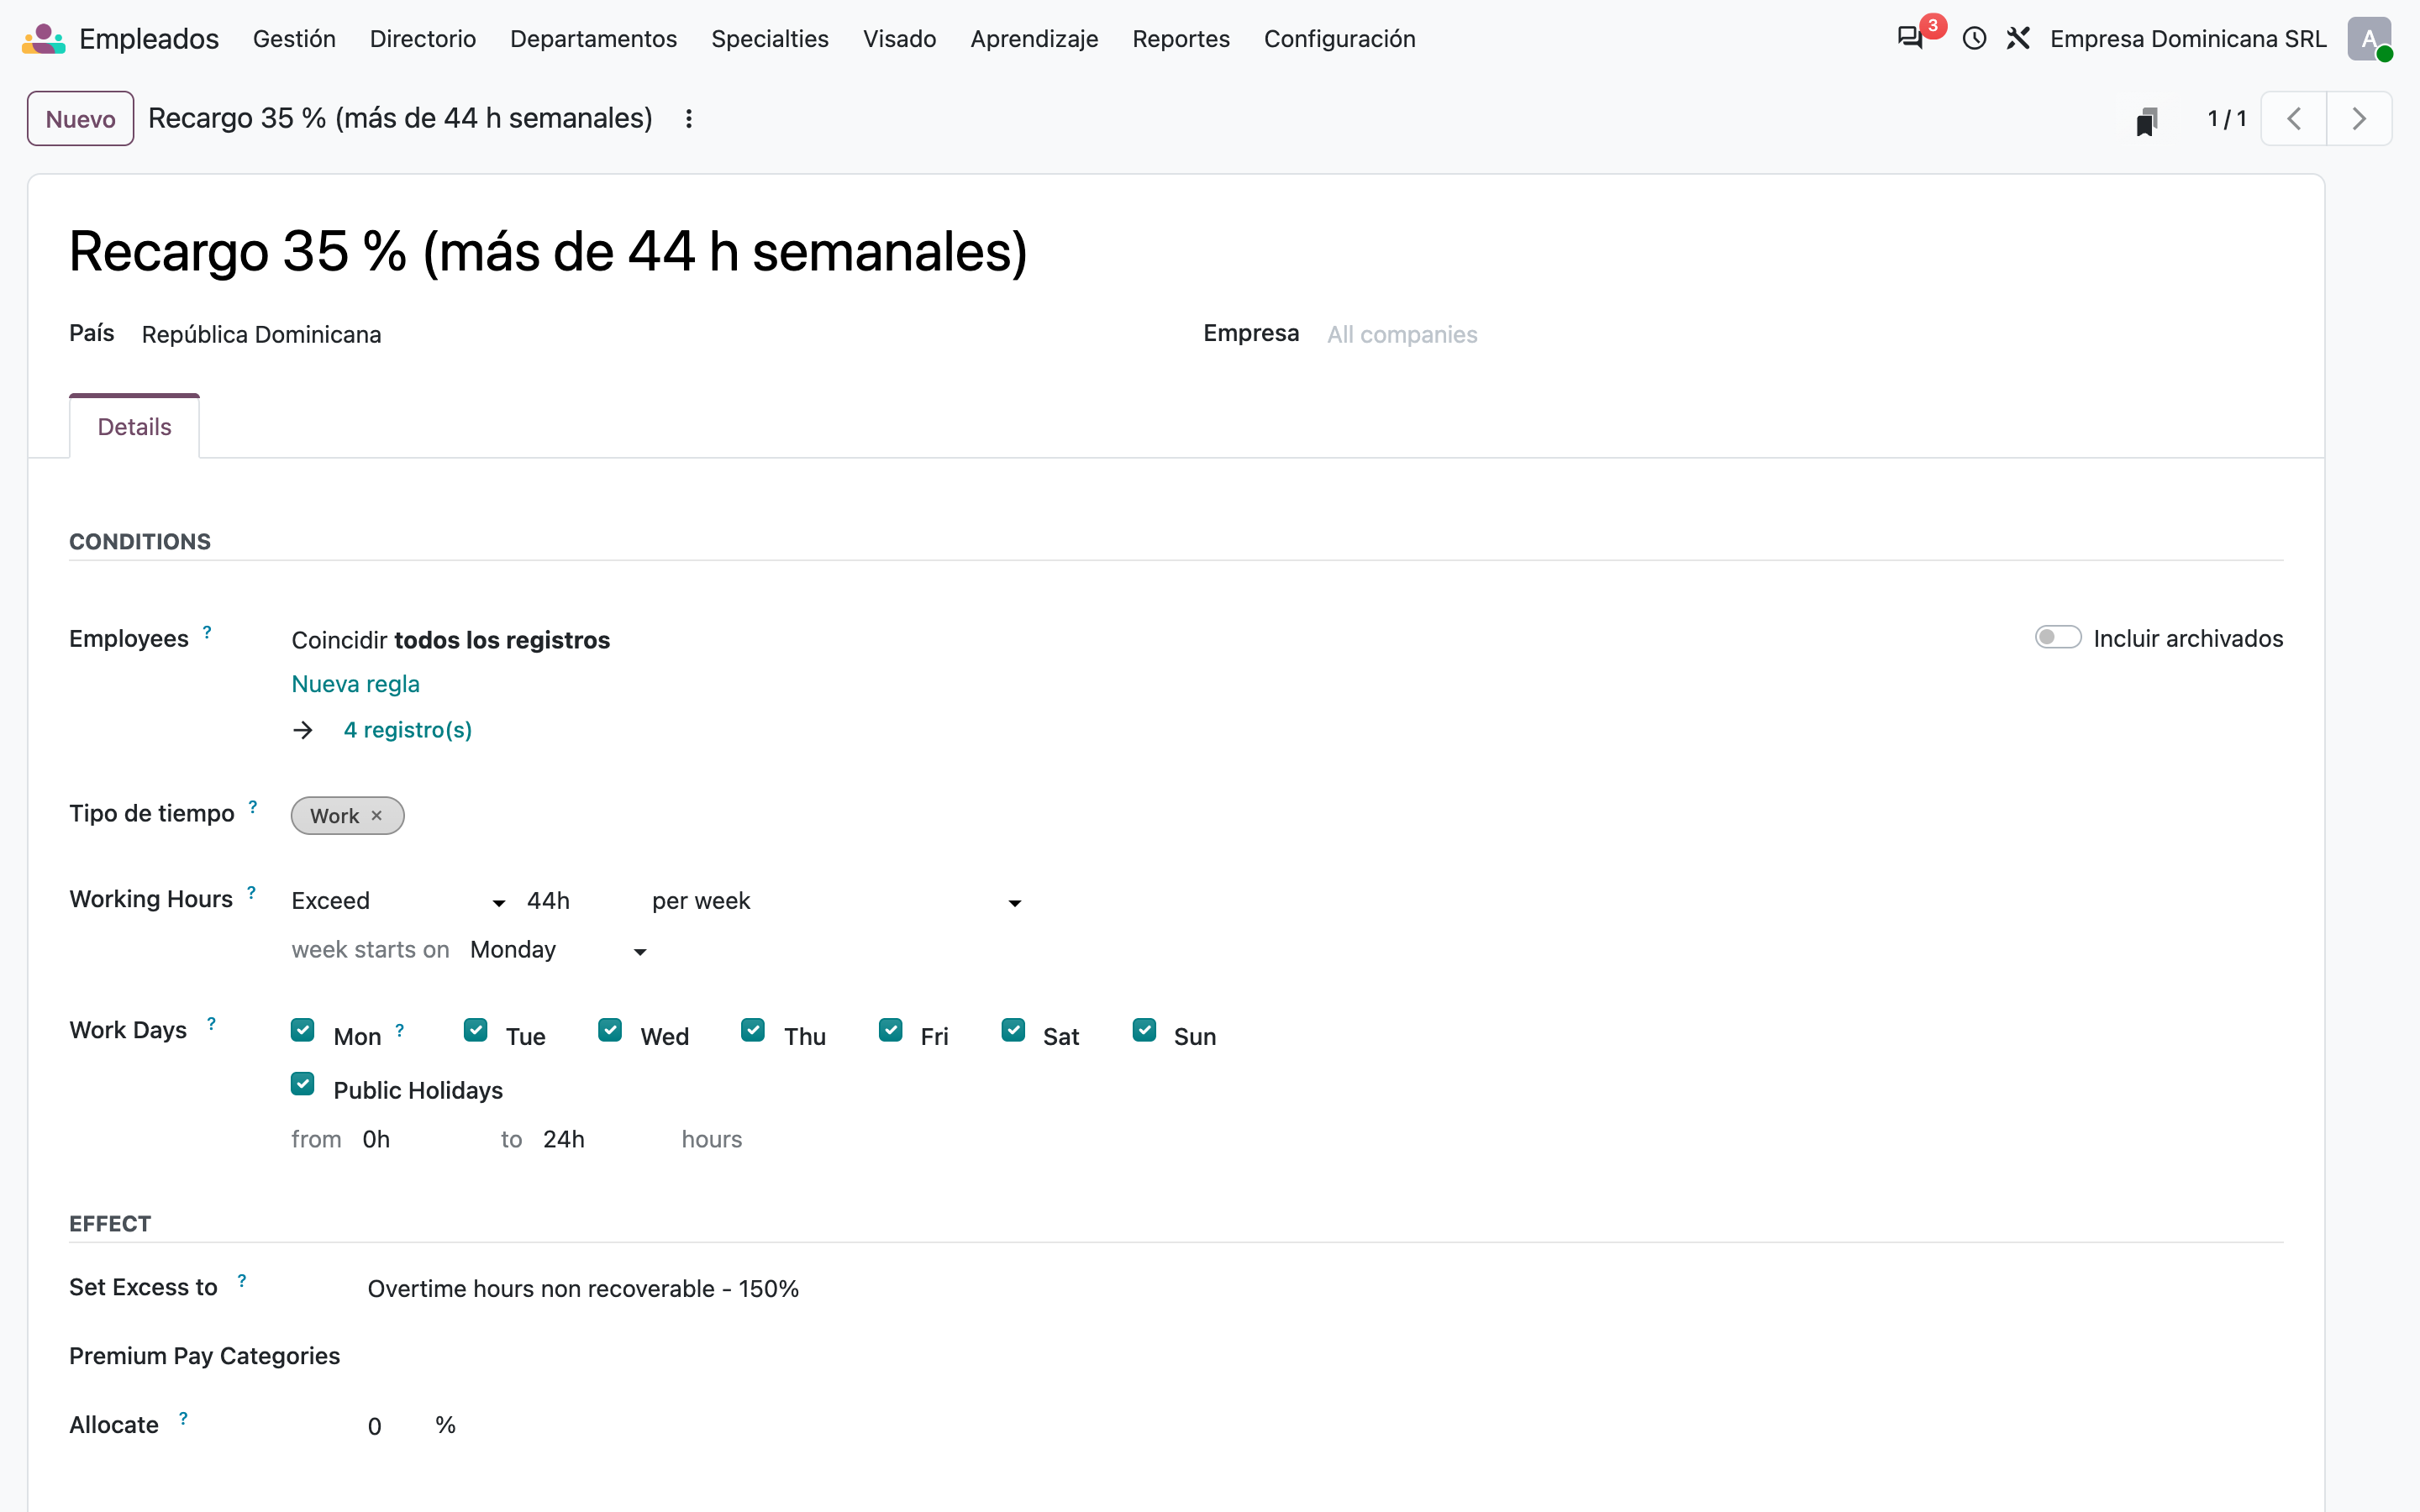 Empleados Gestión Directorio Departamentos Specialties Visado Aprendizaje Reportes Configuración 3 Empresa Dominicana SRL A
Nuevo Recargo 35 % (más de 44 h semanales) 1 / 1
Recargo 35 % (más de 44 h semanales)
País República Dominicana Empresa All companies
Details
CONDITIONS
Employees ? Coincidir todos los registros Incluir archivados
Nueva regla
→ 4 registro(s)
Tipo de tiempo ? Work ×
Working Hours ? Exceed 44h per week
week starts on Monday
Work Days ? Mon ? Tue Wed Thu Fri Sat Sun
Public Holidays
from 0h to 24h hours
EFFECT
Set Excess to ? Overtime hours non recoverable - 150%
Premium Pay Categories
Allocate ? 0 %